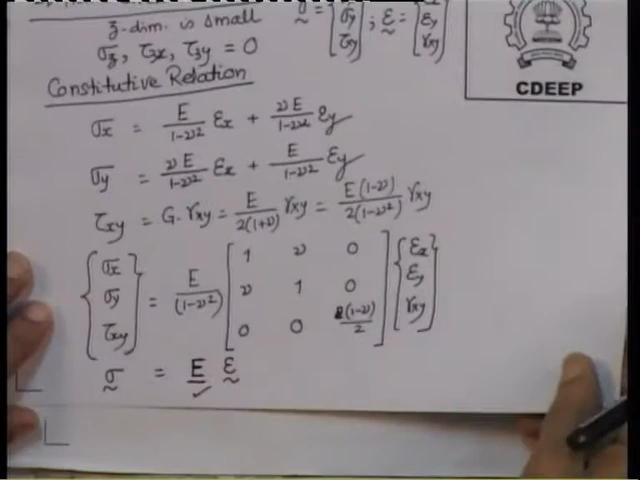 z-dim. is small
σz, τzx, τzy = 0
σ = [ σy τxy ] ; ε = [ εy γxy ]
CDEEP
Constitutive Relation
σx = E/1-ν² εx + νE/1-ν² εy
σy = νE/1-ν² εx + E/1-ν² εy
τxy = G. γxy = E/2(1+ν) γxy = E(1-ν)/2(1-ν²) γxy
{ σx σy τxy } = E/(1-ν²) [ 1 ν 0
ν 1 0
0 0 (1-ν)/2 ] { εx εy γxy }
σ = E ε